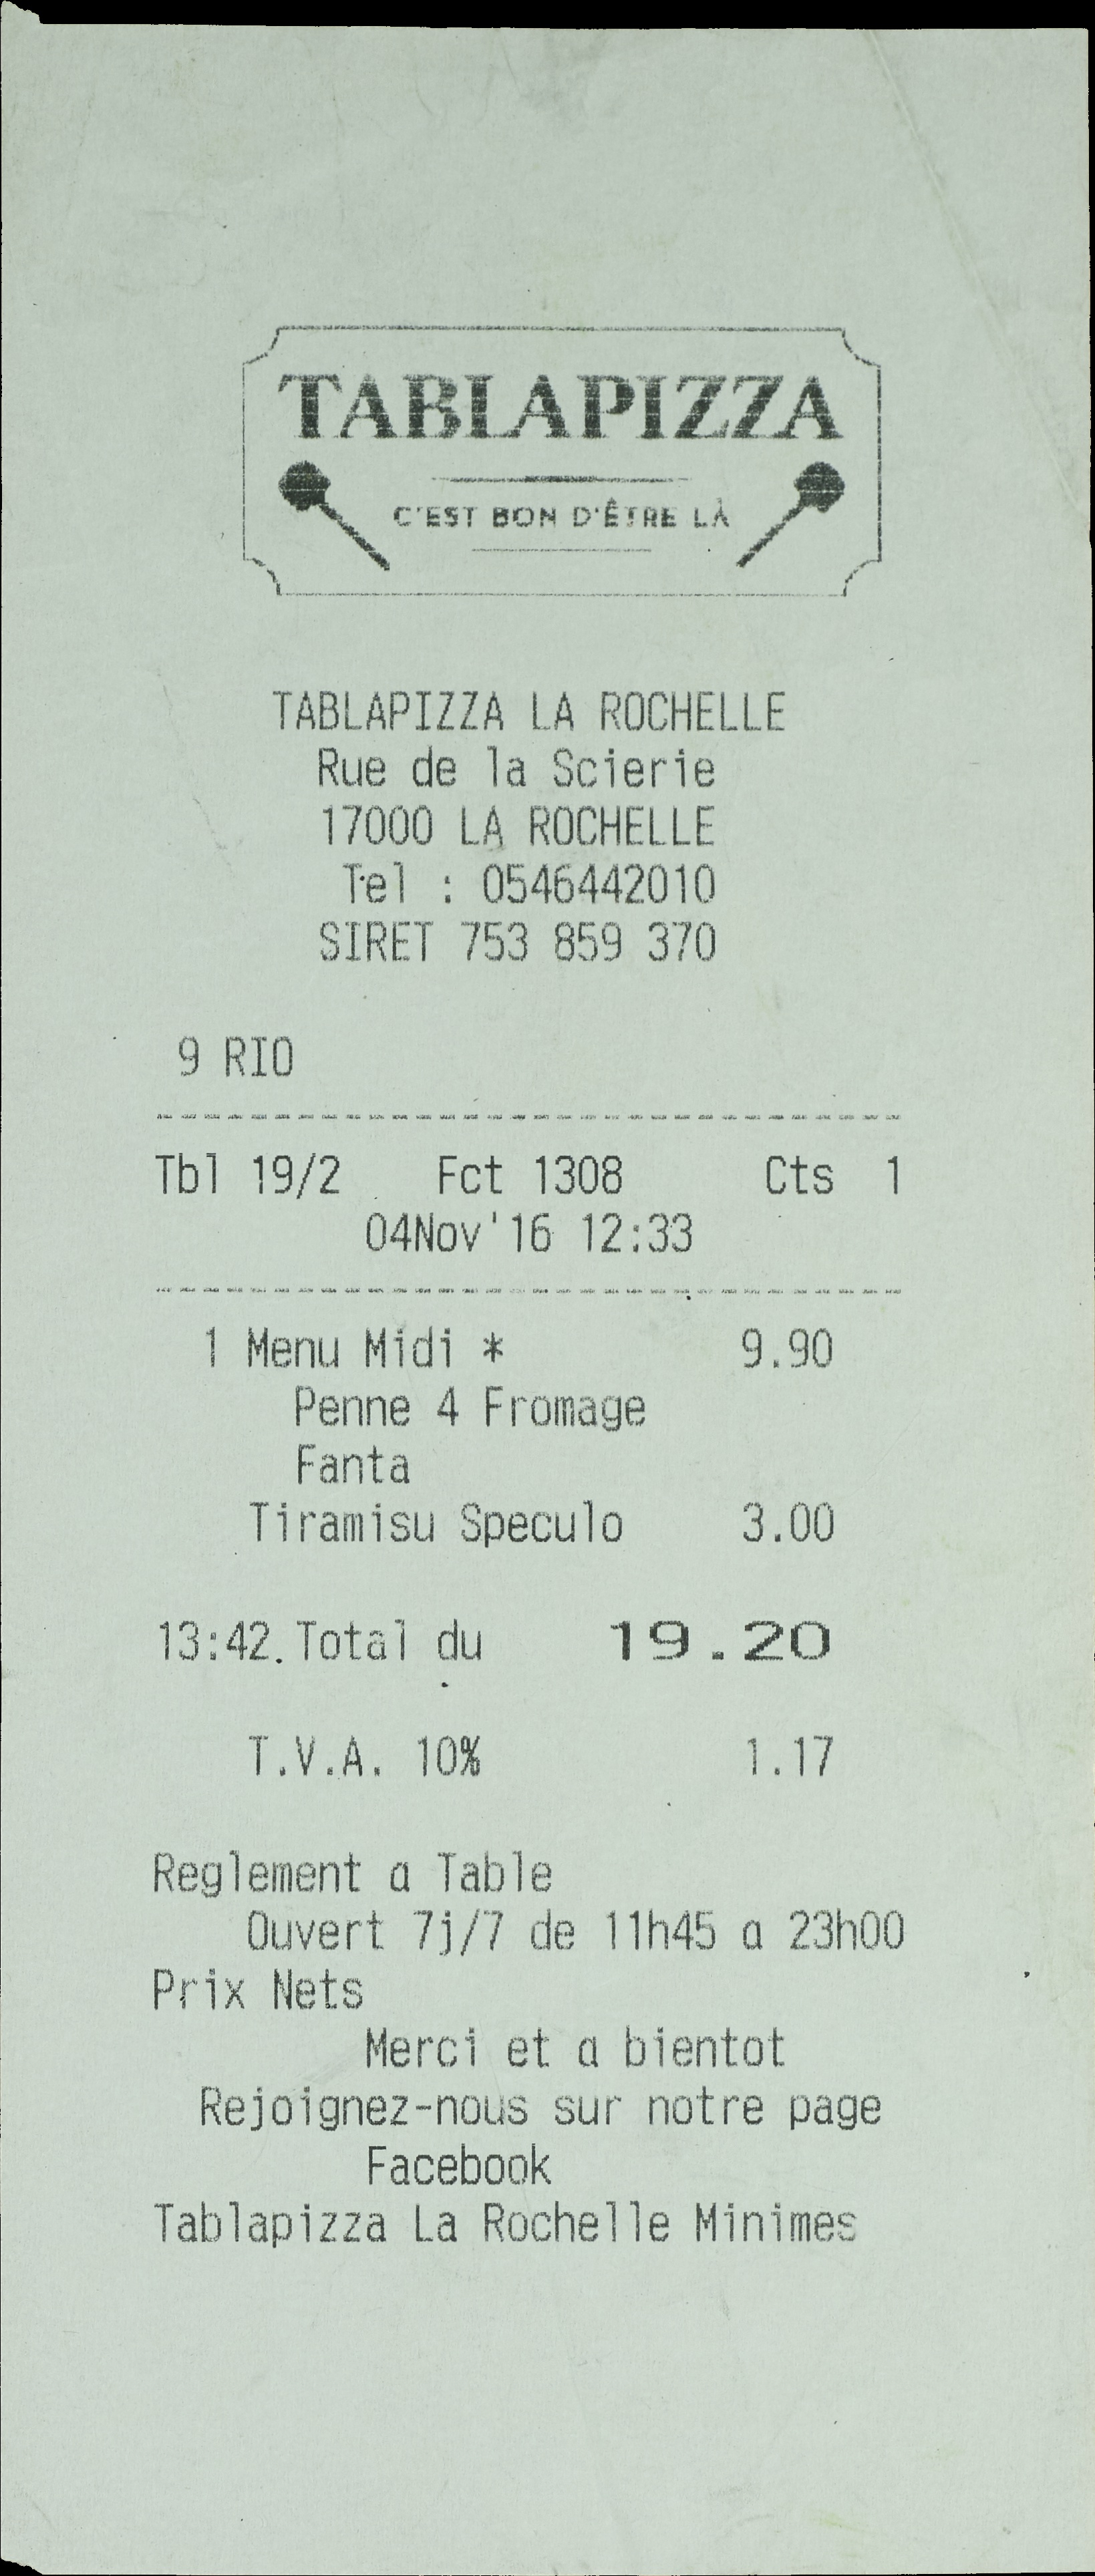 TABLAPIZZA
C'EST BON D'ÊTRE LÀ
TABLAPIZZA LA ROCHELLE
Rue de la Scierie
17000 LA ROCHELLE
Tel : 0546442010
SIRET 753 859 370
9 RIO
Tbl 19/2 Fct 1308 Cts 1
04Nov'16 12:33
1 Menu Midi * 9.90
Penne 4 Fromage
Fanta
Tiramisu Speculo 3.00
13:42 Total du 19.20
T.V.A. 10% 1.17
Reglement a Table
Ouvert 7j/7 de 11h45 a 23h00
Prix Nets
Merci et a bientot
Rejoignez-nous sur notre page
Facebook
Tablapizza La Rochelle Minimes